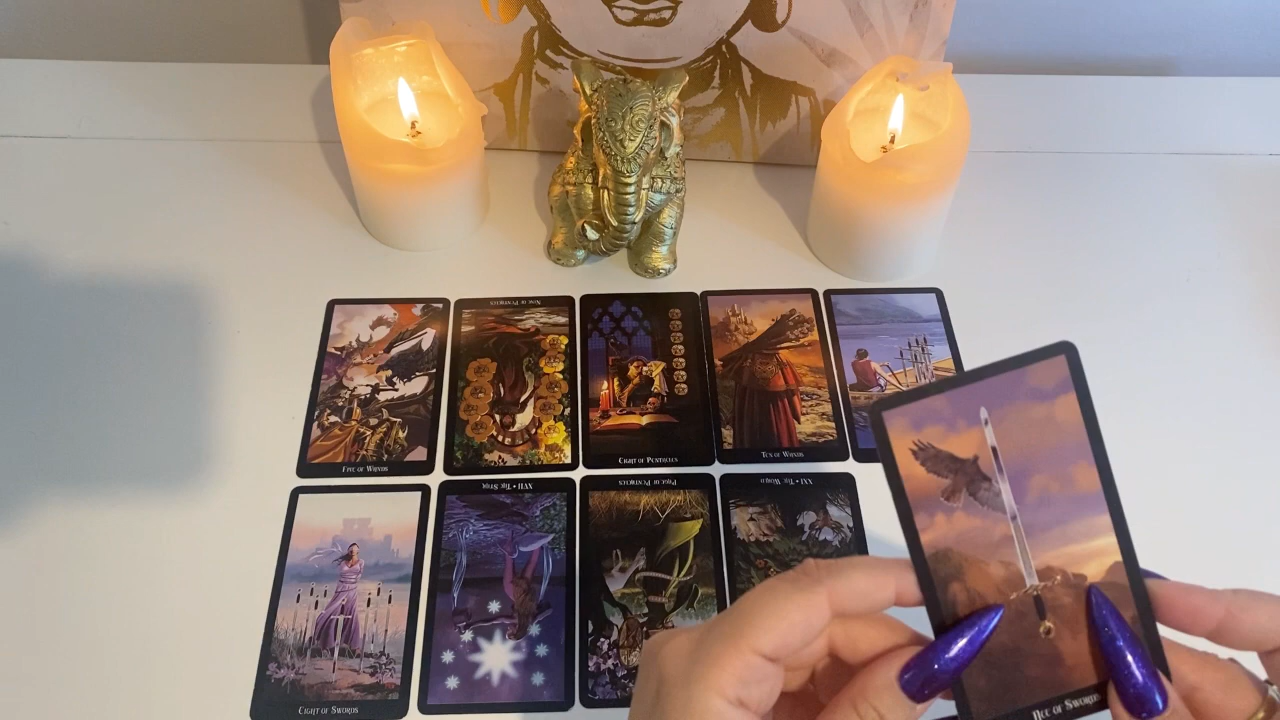 Five of Wands
Nine of Pentacles
Eight of Pentacles
Ten of Wands
Eight of Swords
XVII • The Star
Page of Pentacles
XXI • The World
Ace of Swords